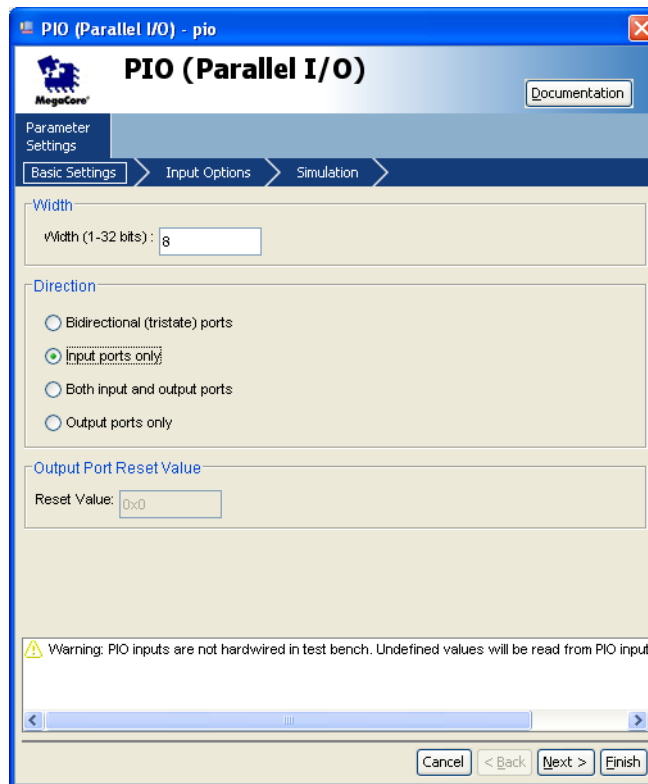 PIO (Parallel I/O) - pio
PIO (Parallel I/O)
MegaCore®
Documentation
Parameter
Settings
Basic Settings
Input Options
Simulation
Width
Width (1-32 bits) : 8
Direction
Bidirectional (tristate) ports
Input ports only
Both input and output ports
Output ports only
Output Port Reset Value
Reset Value: 0x0
Warning: PIO inputs are not hardwired in test bench. Undefined values will be read from PIO input
Cancel
< Back
Next >
Finish